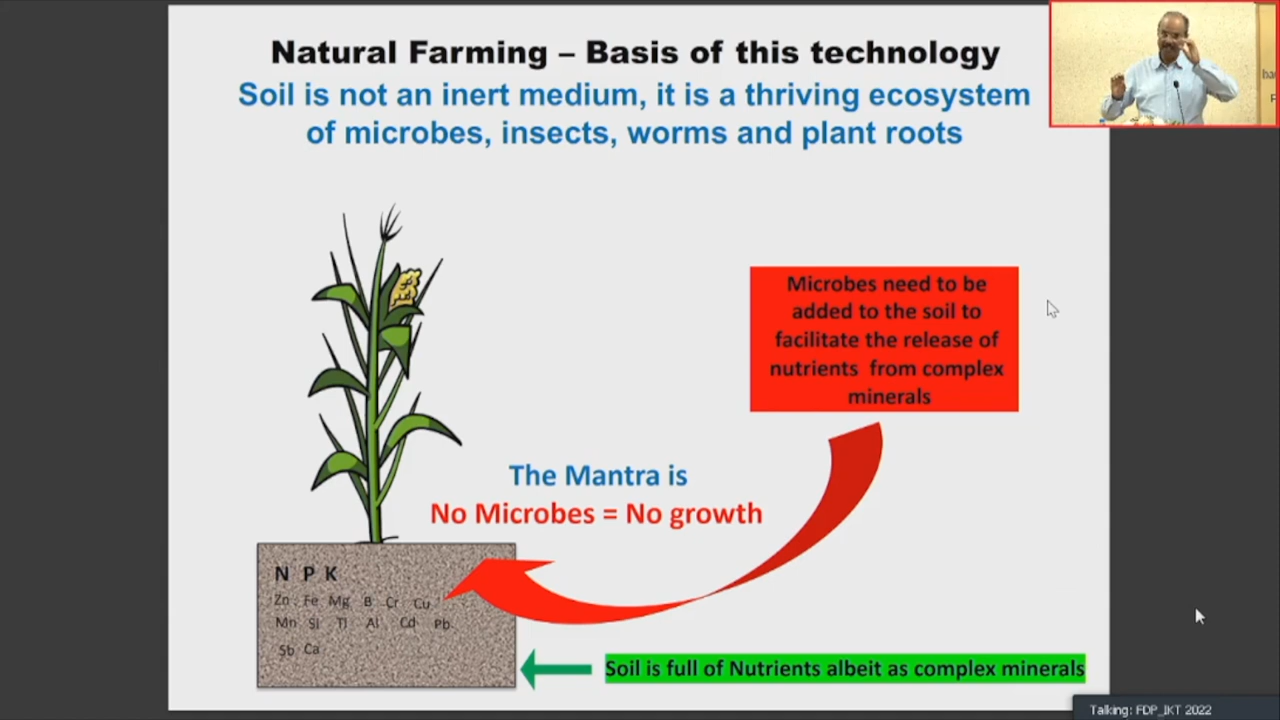 Natural Farming – Basis of this technology
Soil is not an inert medium, it is a thriving ecosystem
of microbes, insects, worms and plant roots
Microbes need to be
added to the soil to
facilitate the release of
nutrients from complex
minerals
The Mantra is
No Microbes = No growth
N P K
Zn Fe Mg B Cr Cu
Mn Si Ti Al Cd Pb
Sb Ca
Soil is full of Nutrients albeit as complex minerals
Talking: FDP_IKT 2022